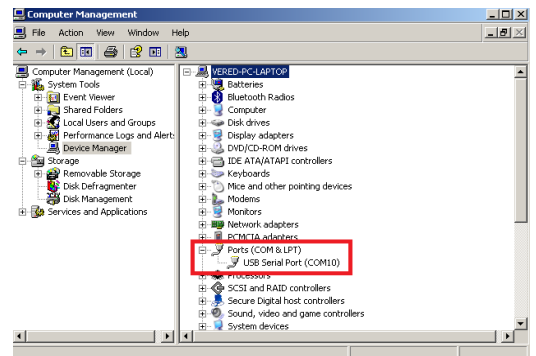 Computer Management
File Action View Window Help
Computer Management (Local)
System Tools
Event Viewer
Shared Folders
Local Users and Groups
Performance Logs and Alert
Device Manager
Storage
Removable Storage
Disk Defragmenter
Disk Management
Services and Applications
VERED-PC-LAPTOP
Batteries
Bluetooth Radios
Computer
Disk drives
Display adapters
DVD/CD-ROM drives
IDE ATA/ATAPI controllers
Keyboards
Mice and other pointing devices
Modems
Monitors
Network adapters
PCMCIA adapters
Ports (COM & LPT)
USB Serial Port (COM10)
Processors
SCSI and RAID controllers
Secure Digital host controllers
Sound, video and game controllers
System devices